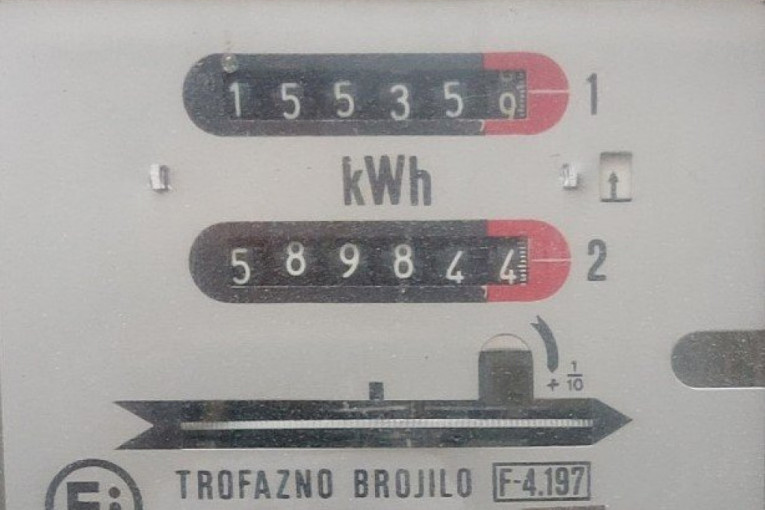 155359 1
kWh
589844 2
+ 1/10
TROFAZNO BROJILO F-4.197